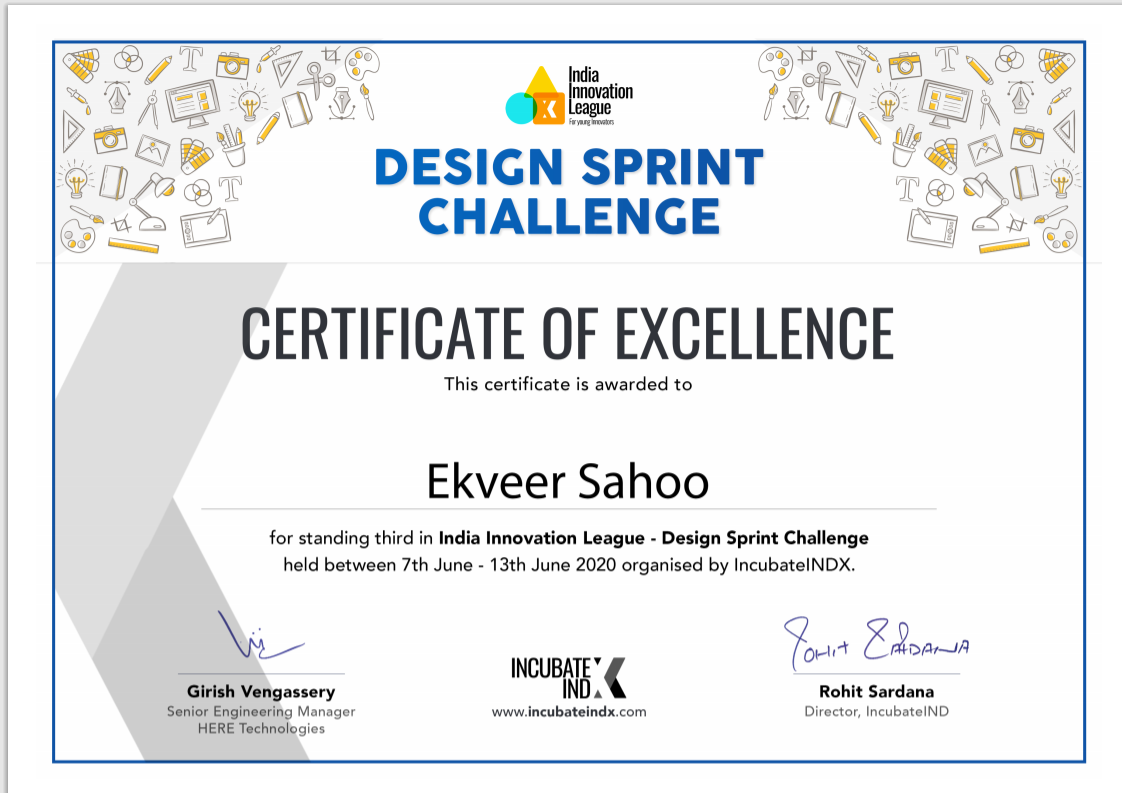 India
Innovation
League
For young Innovators
DESIGN SPRINT
CHALLENGE
CERTIFICATE OF EXCELLENCE
This certificate is awarded to
Ekveer Sahoo
for standing third in India Innovation League - Design Sprint Challenge
held between 7th June - 13th June 2020 organised by IncubateINDX.
Rohit Sardana
Girish Vengassery
Senior Engineering Manager
HERE Technologies
INCUBATE
IND X
www.incubateindx.com
Rohit Sardana
Director, IncubateIND